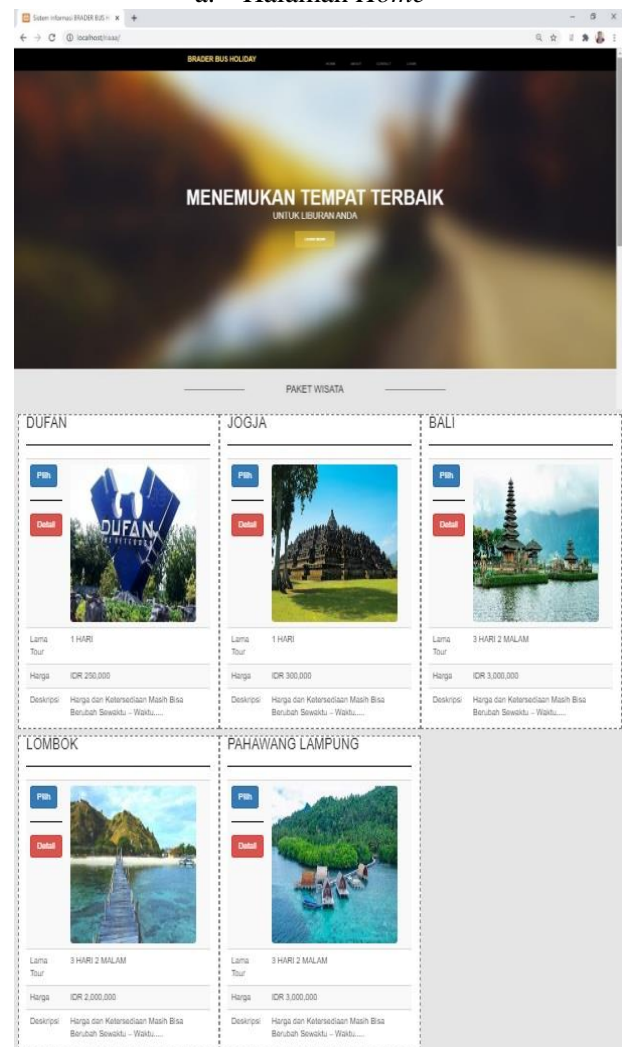 a. Halaman Home
Sistem Informasi BRADER BUS H
localhost/riaaa/
BRADER BUS HOLIDAY
HOME ABOUT CONTACT LOGIN
MENEMUKAN TEMPAT TERBAIK
UNTUK LIBURAN ANDA
PAKET WISATA
DUFAN
Pilih
Detail
DUFAN
Lama Tour 1 HARI
Harga IDR 250,000
Deskripsi Harga dan Ketersediaan Masih Bisa
Berubah Sewaktu – Waktu.....
JOGJA
Pilih
Detail
Lama Tour 1 HARI
Harga IDR 300,000
Deskripsi Harga dan Ketersediaan Masih Bisa
Berubah Sewaktu – Waktu.....
BALI
Pilih
Detail
Lama Tour 3 HARI 2 MALAM
Harga IDR 3,000,000
Deskripsi Harga dan Ketersediaan Masih Bisa
Berubah Sewaktu – Waktu.....
LOMBOK
Pilih
Detail
Lama Tour 3 HARI 2 MALAM
Harga IDR 2,000,000
Deskripsi Harga dan Ketersediaan Masih Bisa
Berubah Sewaktu – Waktu.....
PAHAWANG LAMPUNG
Pilih
Detail
Lama Tour 3 HARI 2 MALAM
Harga IDR 3,000,000
Deskripsi Harga dan Ketersediaan Masih Bisa
Berubah Sewaktu – Waktu.....